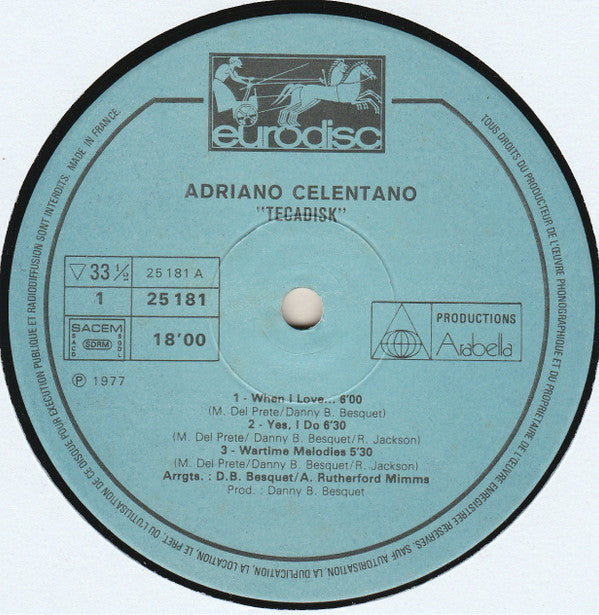 eurodisc
ADRIANO CELENTANO
"TECADISK"
▽ 33 ½ 25 181 A
1 25 181
SACEM
SACD
SDRM
SGDL
18'00
℗ 1977
PRODUCTIONS
Arabella
1 - When I Love... 6'00
(M. Del Prete/Danny B. Besquet)
2 - Yes, I Do 6'30
(M. Del Prete/ Danny B. Besquet/R. Jackson)
3 - Wartime Melodies 5'30
(M. Del Prete/ Danny B. Besquet/R. Jackson)
Arrgts. : D.B. Besquet/A. Rutherford Mimms
Prod. : Danny B. Besquet
TOUS DROITS DU PRODUCTEUR DE L'ŒUVRE PHONOGRAPHIQUE ET DU PROPRIETAIRE DE L'ŒUVRE ENREGISTREE RESERVES. SAUF AUTORISATION, LA DUPLICATION, LA LOCATION, LE PRET, OU L'UTILISATION DE CE DISQUE POUR EXECUTION PUBLIQUE ET RADIODIFFUSION SONT INTERDITS. MADE IN FRANCE